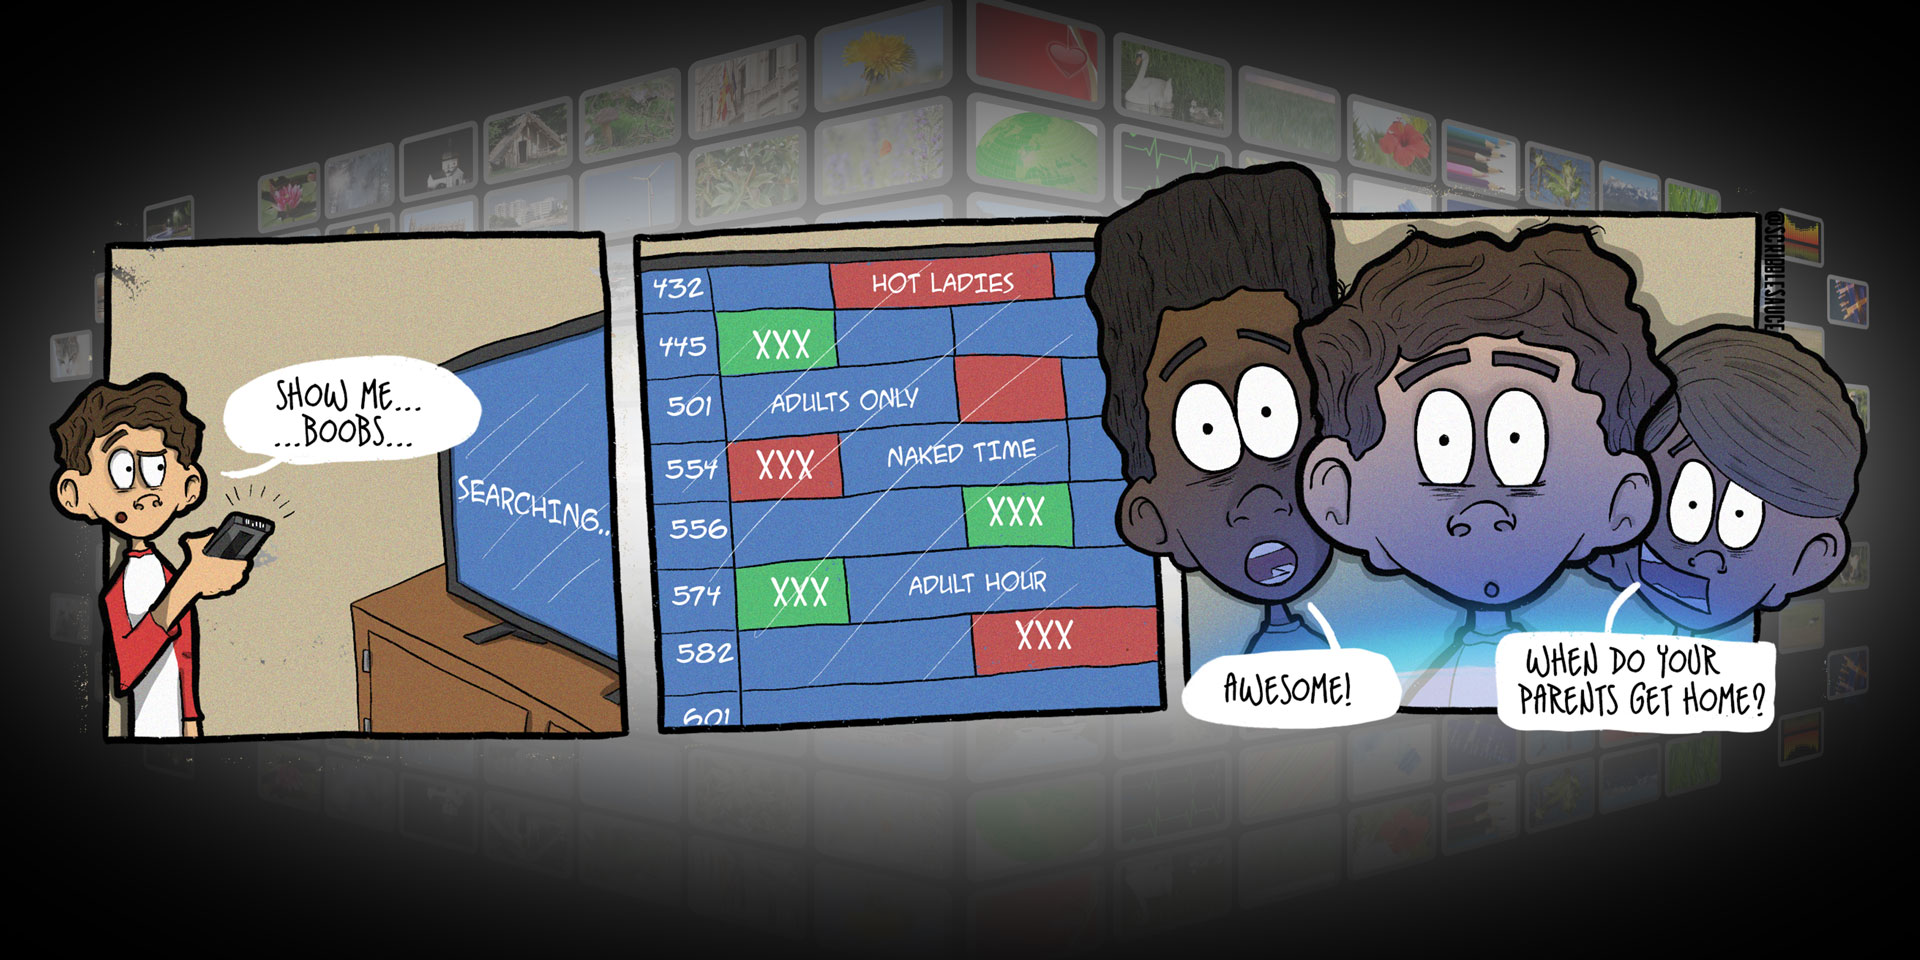 SHOW ME...
...BOOBS...
SEARCHING...
432
HOT LADIES
445
XXX
501
ADULTS ONLY
554
XXX
NAKED TIME
556
XXX
574
XXX
ADULT HOUR
582
XXX
601
@SCRIBBLESAUCE
AWESOME!
WHEN DO YOUR
PARENTS GET HOME?